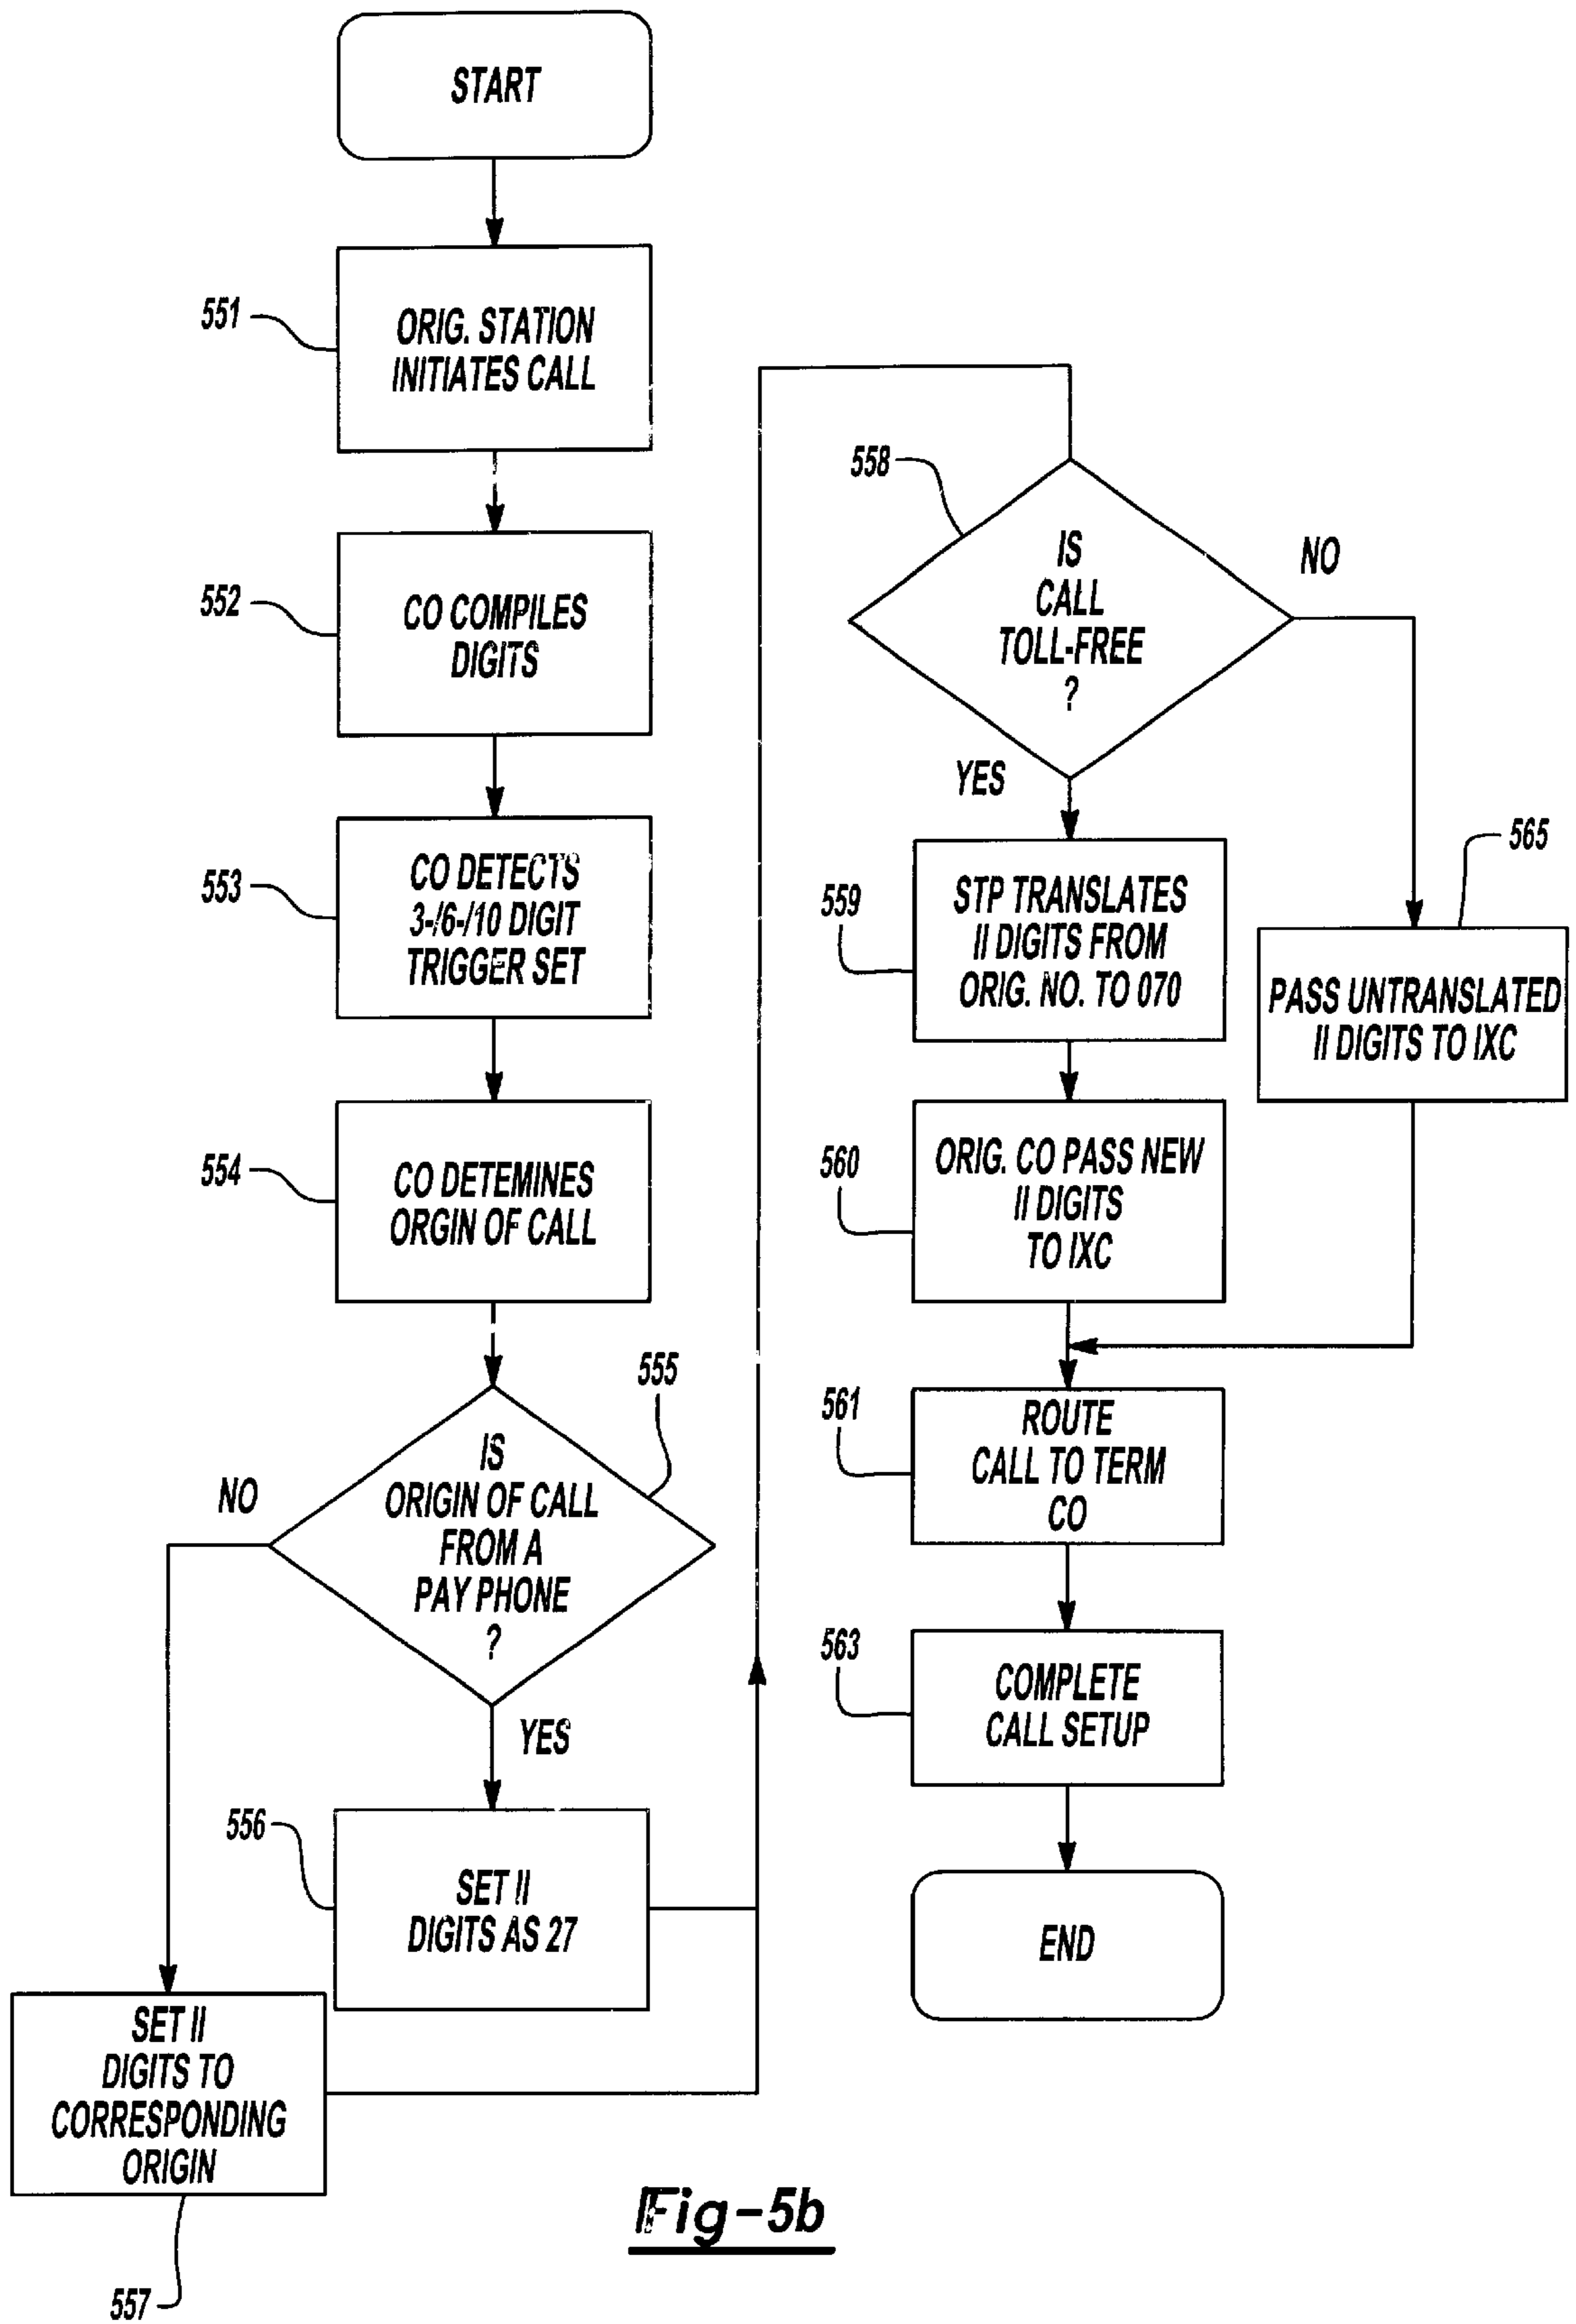 START
551
ORIG. STATION
INITIATES CALL
552
CO COMPILES
DIGITS
553
CO DETECTS
3-/6-/10 DIGIT
TRIGGER SET
554
CO DETEMINES
ORGIN OF CALL
555
IS
ORIGIN OF CALL
FROM A
PAY PHONE
?
NO
YES
556
SET II
DIGITS AS 27
SET II
DIGITS TO
CORRESPONDING
ORIGIN
557
558
IS
CALL
TOLL-FREE
?
NO
YES
559
STP TRANSLATES
II DIGITS FROM
ORIG. NO. TO 070
565
PASS UNTRANSLATED
II DIGITS TO IXC
560
ORIG. CO PASS NEW
II DIGITS
TO IXC
561
ROUTE
CALL TO TERM
CO
563
COMPLETE
CALL SETUP
END
Fig-5b